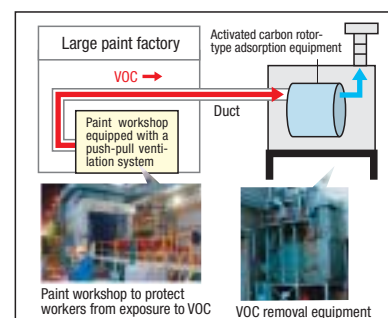 Large paint factory
Activated carbon rotor-
type adsorption equipment
VOC
Duct
Paint workshop
equipped with a
push-pull venti-
lation system
Paint workshop to protect
workers from exposure to VOC
VOC removal equipment